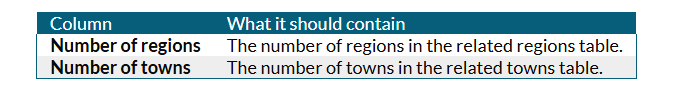 Column What it should contain
Number of regions The number of regions in the related regions table.
Number of towns The number of towns in the related towns table.